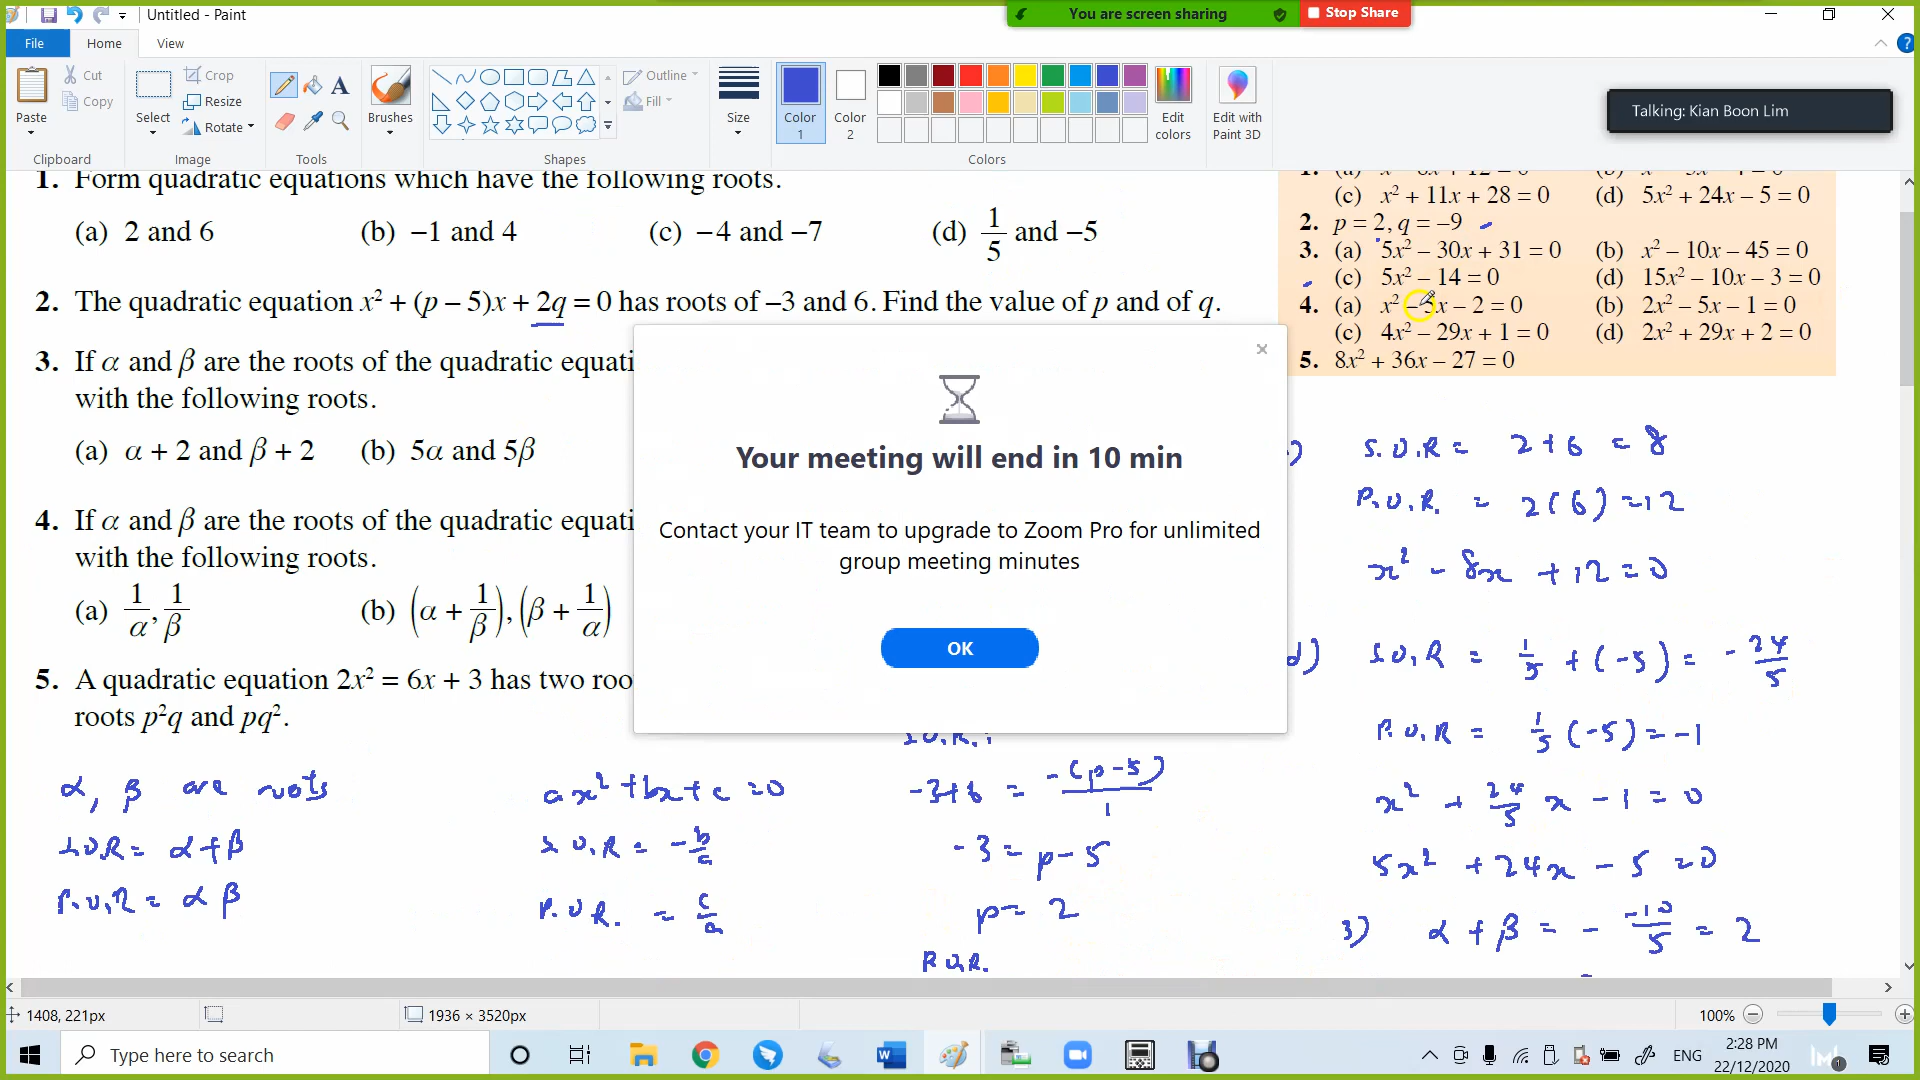 Untitled - Paint
You are screen sharing
Stop Share
File
Home
View
Paste
Cut
Copy
Clipboard
Select
Crop
Resize
Rotate
Image
A
Tools
Brushes
Shapes
Outline
Fill
Size
Color 1
Color 2
Colors
Edit colors
Edit with Paint 3D
Talking: Kian Boon Lim
1. Form quadratic equations which have the following roots.
(a) 2 and 6 (b) −1 and 4 (c) −4 and −7 (d) 1/5 and −5
2. The quadratic equation x² + (p − 5)x + 2q = 0 has roots of −3 and 6. Find the value of p and of q.
3. If α and β are the roots of the quadratic equati
with the following roots.
(a) α + 2 and β + 2 (b) 5α and 5β
4. If α and β are the roots of the quadratic equati
with the following roots.
(a) 1/α, 1/β (b) (α + 1/β), (β + 1/α)
5. A quadratic equation 2x² = 6x + 3 has two roo
roots p²q and pq².
(c) x² + 11x + 28 = 0 (d) 5x² + 24x − 5 = 0
2. p = 2, q = −9
3. (a) 5x² − 30x + 31 = 0 (b) x² − 10x − 45 = 0
(c) 5x² − 14 = 0 (d) 15x² − 10x − 3 = 0
4. (a) x² − 5x − 2 = 0 (b) 2x² − 5x − 1 = 0
(c) 4x² − 29x + 1 = 0 (d) 2x² + 29x + 2 = 0
5. 8x² + 36x − 27 = 0
Your meeting will end in 10 min
Contact your IT team to upgrade to Zoom Pro for unlimited
group meeting minutes
OK
α, β are roots
S.O.R = α + β
P.O.R = α β
ax² + bx + c = 0
S.O.R = − b/a
P.O.R. = c/a
S.O.R.:
−3+6 = −(p−5)/1
−3 = p − 5
p = 2
P.O.R.
S.O.R = 2 + 6 = 8
P.O.R. = 2(6) = 12
x² − 8x + 12 = 0
d) S.O.R = 1/5 + (−5) = − 24/5
P.O.R = 1/5 (−5) = −1
x² + 24/5 x − 1 = 0
5x² + 24x − 5 = 0
3) α + β = − −10/5 = 2
1408, 221px
1936 × 3520px
100%
Type here to search
ENG
2:28 PM
22/12/2020
1